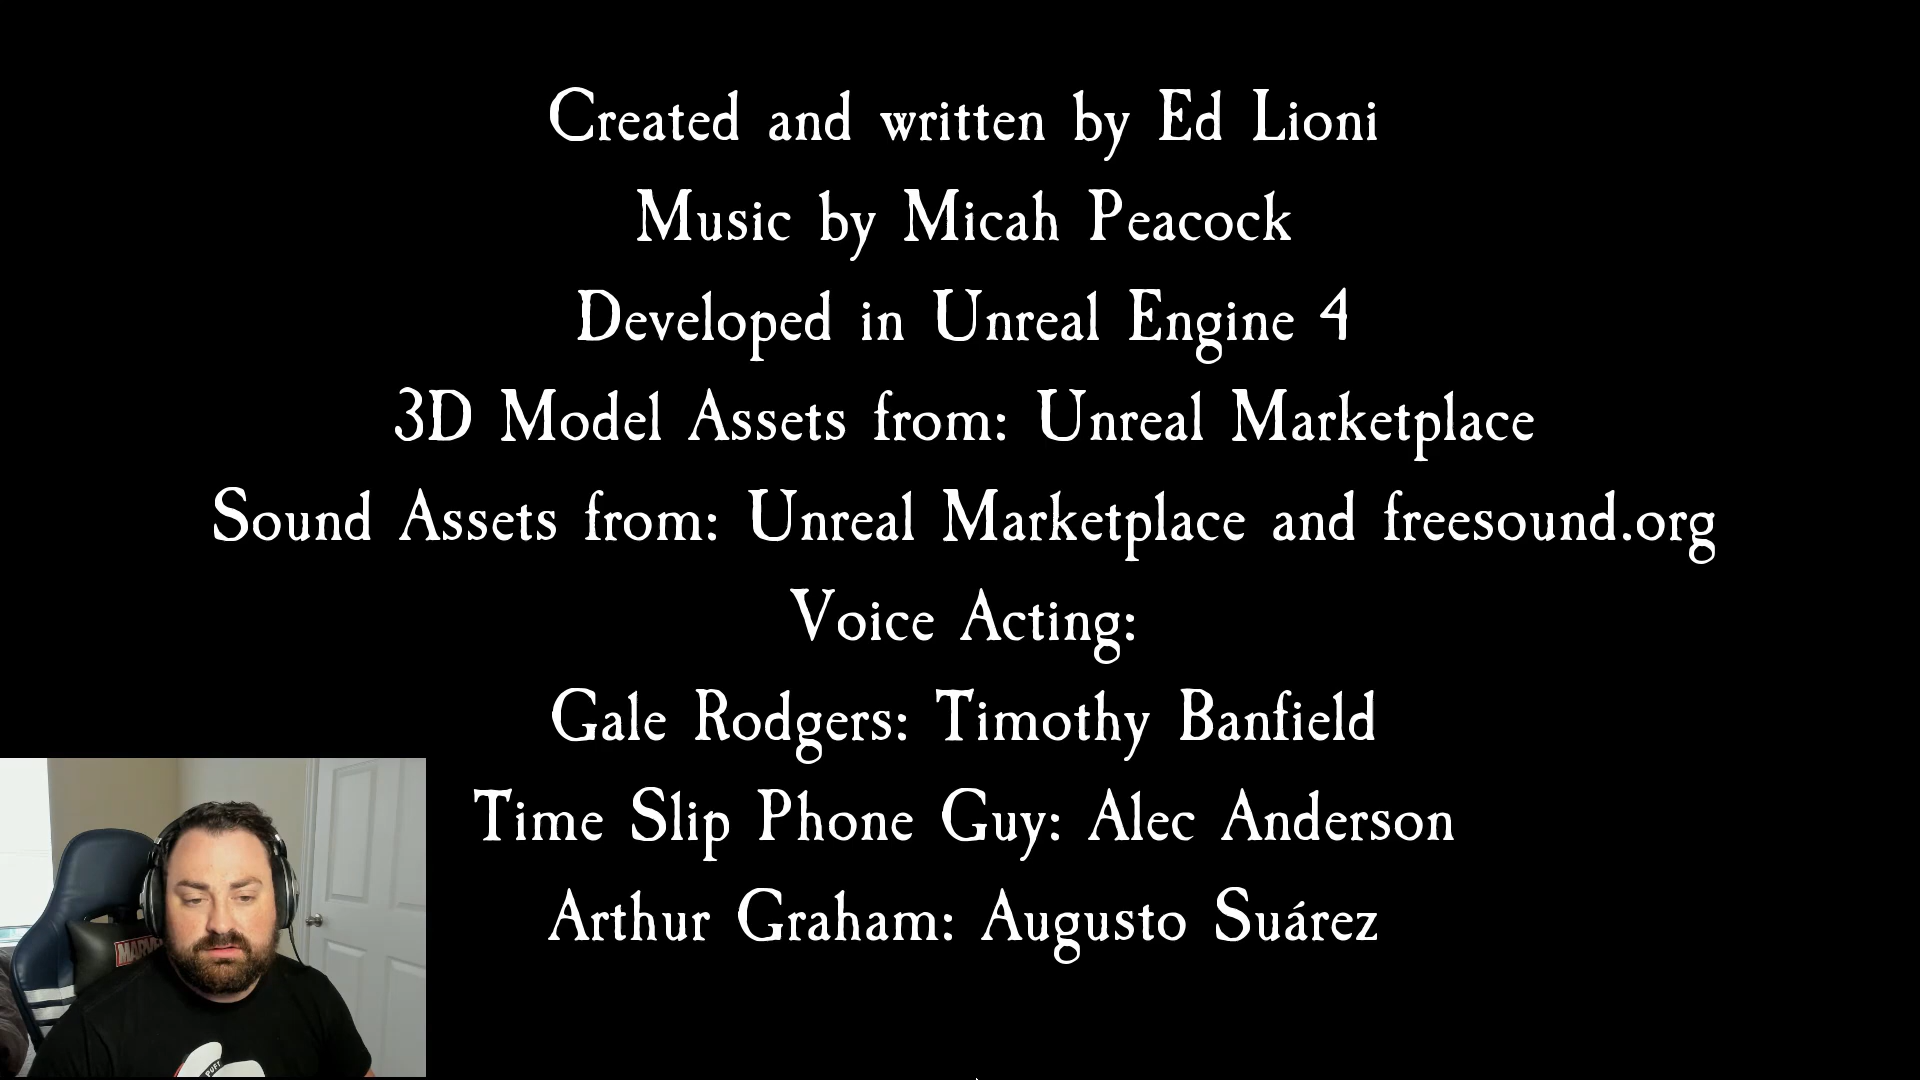 Created and written by Ed Lioni
Music by Micah Peacock
Developed in Unreal Engine 4
3D Model Assets from: Unreal Marketplace
Sound Assets from: Unreal Marketplace and freesound.org
Voice Acting:
Gale Rodgers: Timothy Banfield
Time Slip Phone Guy: Alec Anderson
Arthur Graham: Augusto Suárez